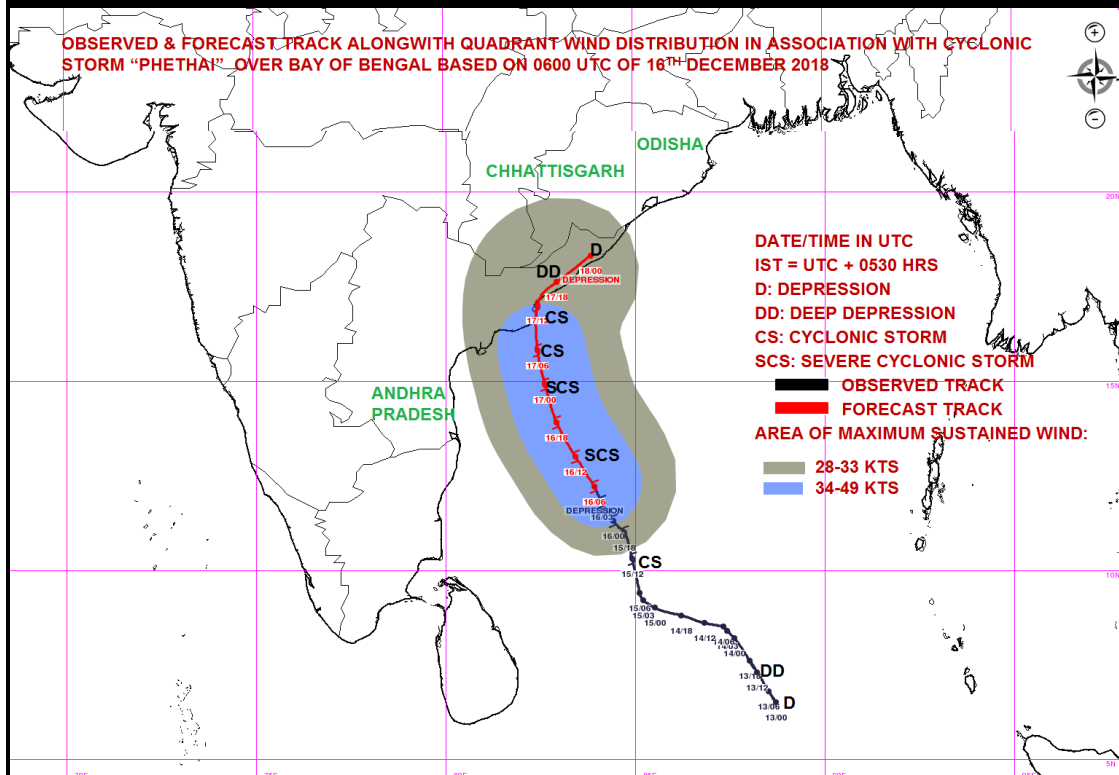 OBSERVED & FORECAST TRACK ALONGWITH QUADRANT WIND DISTRIBUTION IN ASSOCIATION WITH CYCLONIC
STORM “PHETHAI” OVER BAY OF BENGAL BASED ON 0600 UTC OF 16TH DECEMBER 2018
ODISHA
CHHATTISGARH
20N
DATE/TIME IN UTC
IST = UTC + 0530 HRS
D: DEPRESSION
DD: DEEP DEPRESSION
CS: CYCLONIC STORM
SCS: SEVERE CYCLONIC STORM
OBSERVED TRACK
FORECAST TRACK
AREA OF MAXIMUM SUSTAINED WIND:
28-33 KTS
34-49 KTS
D
18/00
DD
DEPRESSION
17/18
CS
17/12
CS
17/06
15N
SCS
17/00
ANDHRA
PRADESH
16/18
SCS
16/12
16/06
DEPRESSION
16/03
16/00
15/18
CS
15/12
10N
15/06
15/03
15/00
14/18
14/12
14/06
14/03
14/00
DD
13/18
13/12
D
13/06
13/00
5N